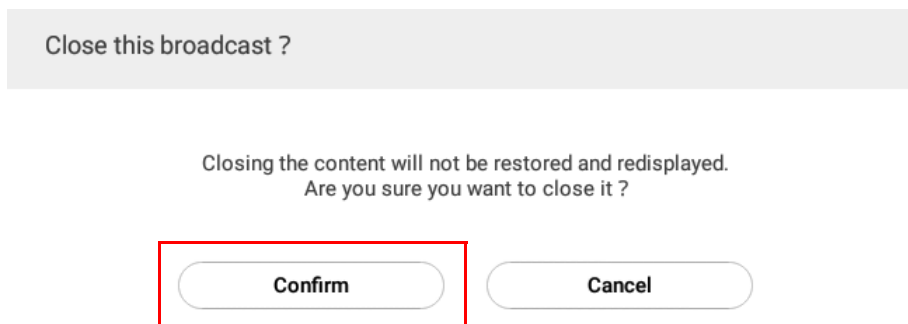 Close this broadcast ?
Closing the content will not be restored and redisplayed.
Are you sure you want to close it ?
Confirm
Cancel